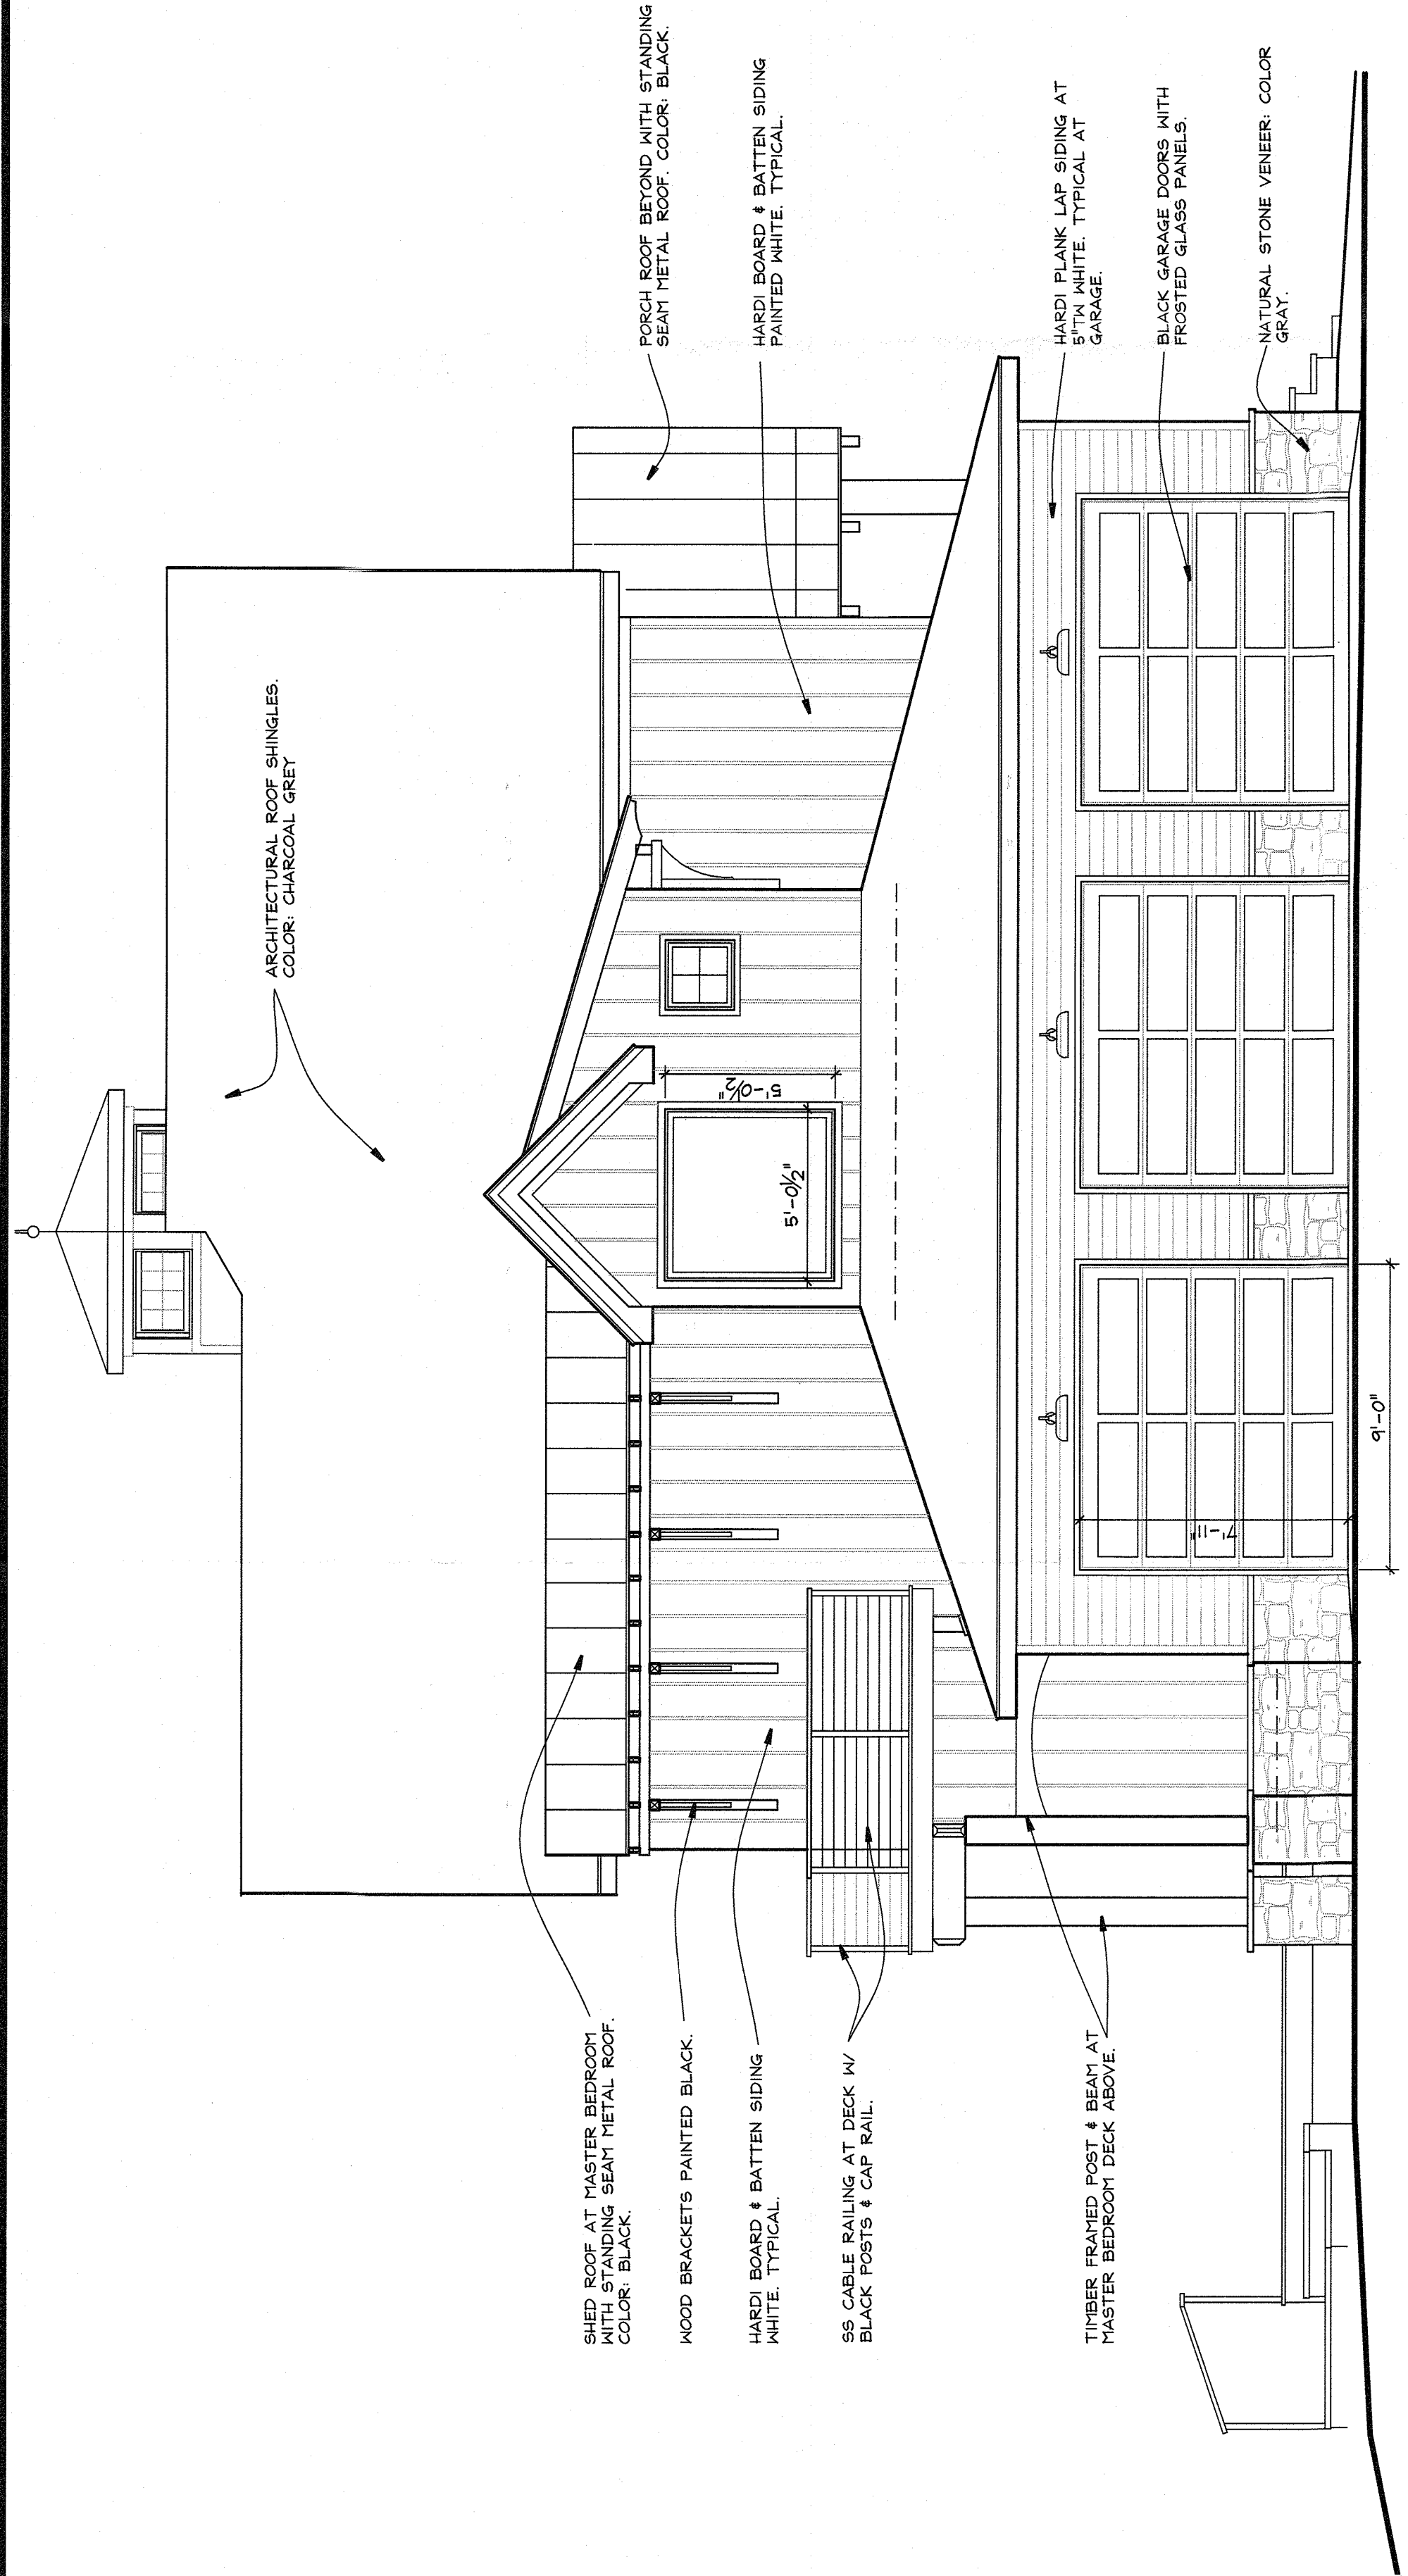 ARCHITECTURAL ROOF SHINGLES.
COLOR: CHARCOAL GREY
SHED ROOF AT MASTER BEDROOM
WITH STANDING SEAM METAL ROOF.
COLOR: BLACK.
WOOD BRACKETS PAINTED BLACK.
HARDI BOARD & BATTEN SIDING
WHITE. TYPICAL.
SS CABLE RAILING AT DECK W/
BLACK POSTS & CAP RAIL.
TIMBER FRAMED POST & BEAM AT
MASTER BEDROOM DECK ABOVE.
5'-0½"
5'-0½"
7'-11"
9'-0"
PORCH ROOF BEYOND WITH STANDING
SEAM METAL ROOF. COLOR: BLACK.
HARDI BOARD & BATTEN SIDING
PAINTED WHITE. TYPICAL.
HARDI PLANK LAP SIDING AT
5"TW WHITE. TYPICAL AT
GARAGE.
BLACK GARAGE DOORS WITH
FROSTED GLASS PANELS.
NATURAL STONE VENEER: COLOR
GRAY.